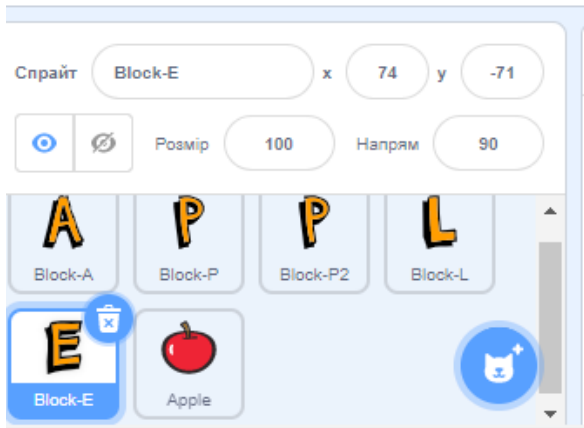 Спрайт Block-E x 74 y -71
Розмір 100 Напрям 90
A P P L
Block-A Block-P Block-P2 Block-L
E
Block-E Apple